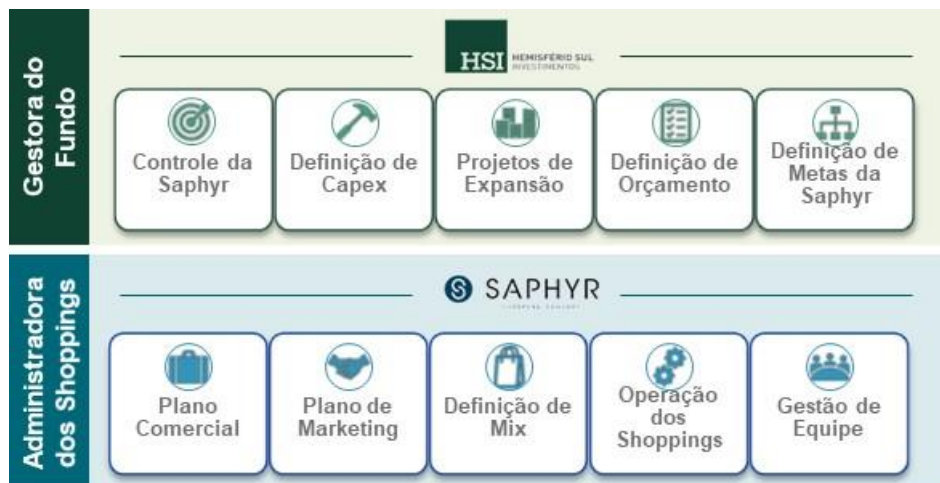 Gestora do
Fundo
HSI
HEMISFÉRIO SUL
INVESTIMENTOS
Controle da
Saphyr
Definição de
Capex
Projetos de
Expansão
Definição de
Orçamento
Definição de
Metas da
Saphyr
Administradora
dos Shoppings
SAPHYR
Plano
Comercial
Plano de
Marketing
Definição de
Mix
Operação
dos
Shoppings
Gestão de
Equipe